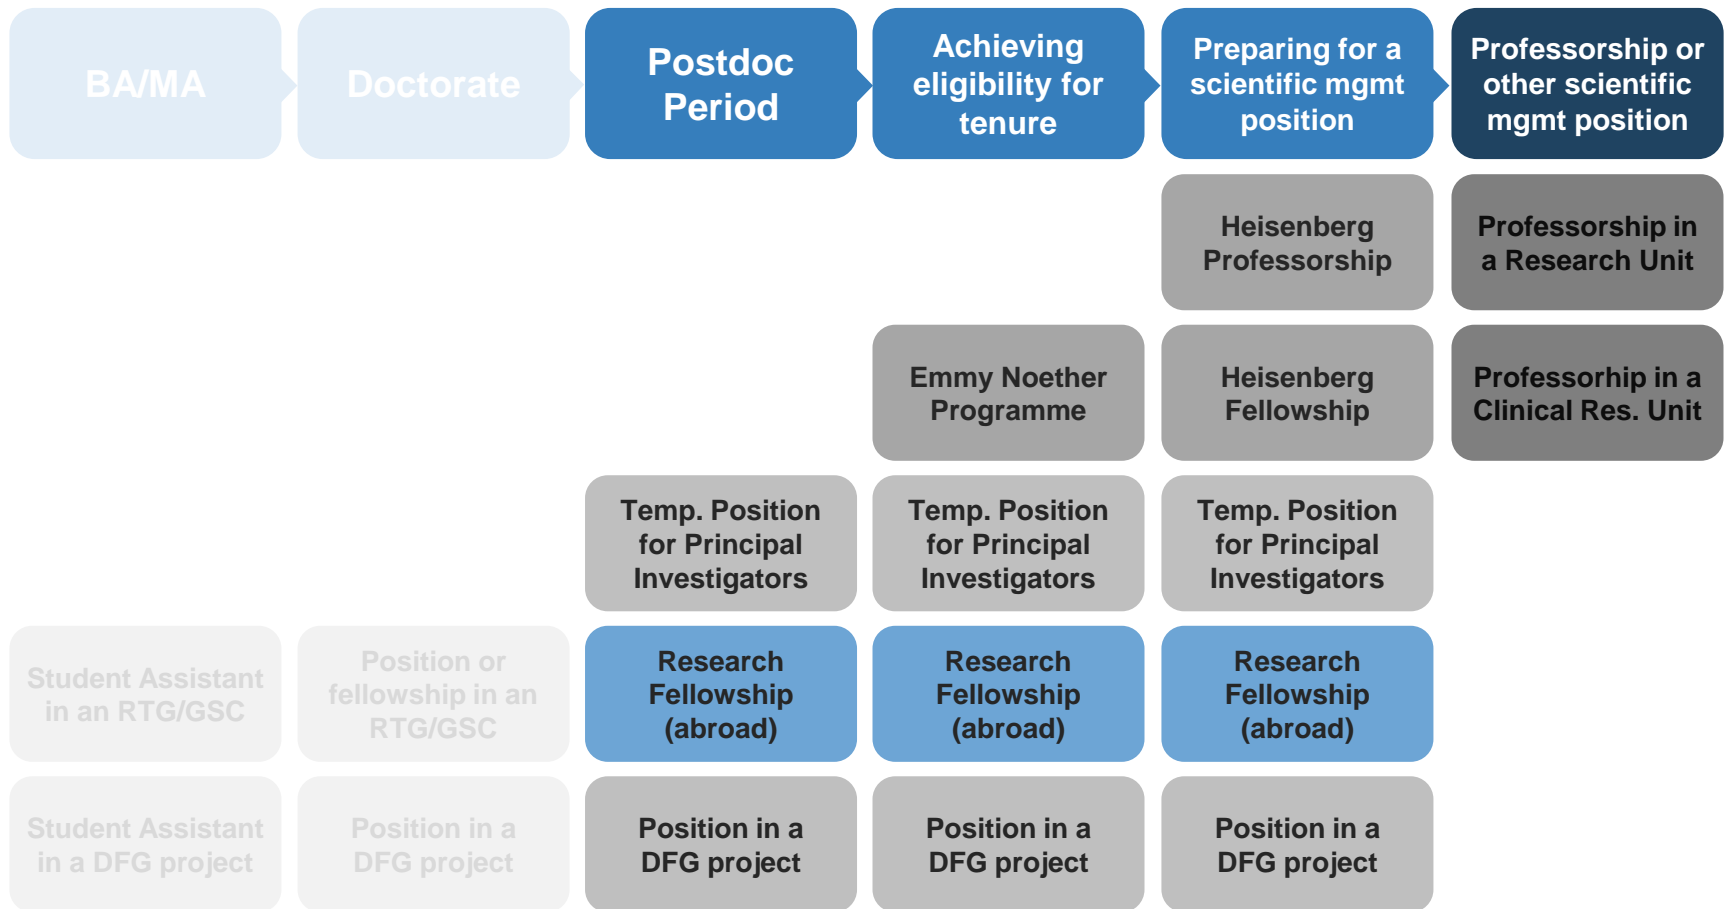 BA/MA
Doctorate
Postdoc
Period
Achieving
eligibility for
tenure
Preparing for a
scientific mgmt
position
Professorship or
other scientific
mgmt position
Heisenberg
Professorship
Professorship in
a Research Unit
Emmy Noether
Programme
Heisenberg
Fellowship
Professorhip in a
Clinical Res. Unit
Temp. Position
for Principal
Investigators
Temp. Position
for Principal
Investigators
Temp. Position
for Principal
Investigators
Student Assistant
in an RTG/GSC
Position or
fellowship in an
RTG/GSC
Research
Fellowship
(abroad)
Research
Fellowship
(abroad)
Research
Fellowship
(abroad)
Student Assistant
in a DFG project
Position in a
DFG project
Position in a
DFG project
Position in a
DFG project
Position in a
DFG project